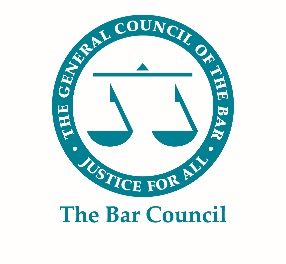 THE GENERAL COUNCIL OF THE BAR
• JUSTICE FOR ALL •
The Bar Council